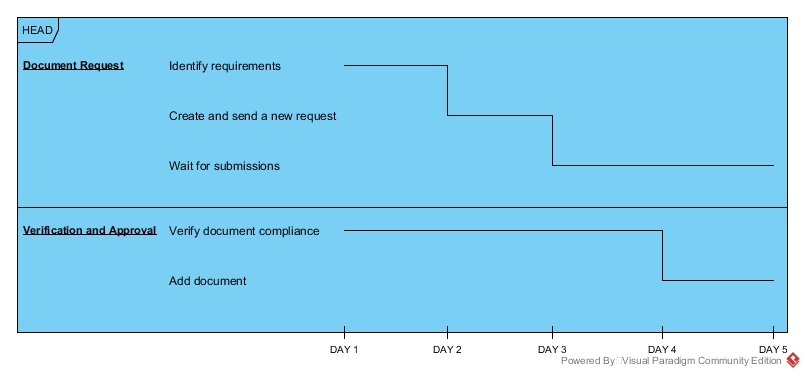 HEAD
Document Request
Identify requirements
Create and send a new request
Wait for submissions
Verification and Approval
Verify document compliance
Add document
DAY 1 DAY 2 DAY 3 DAY 4 DAY 5
Powered By Visual Paradigm Community Edition